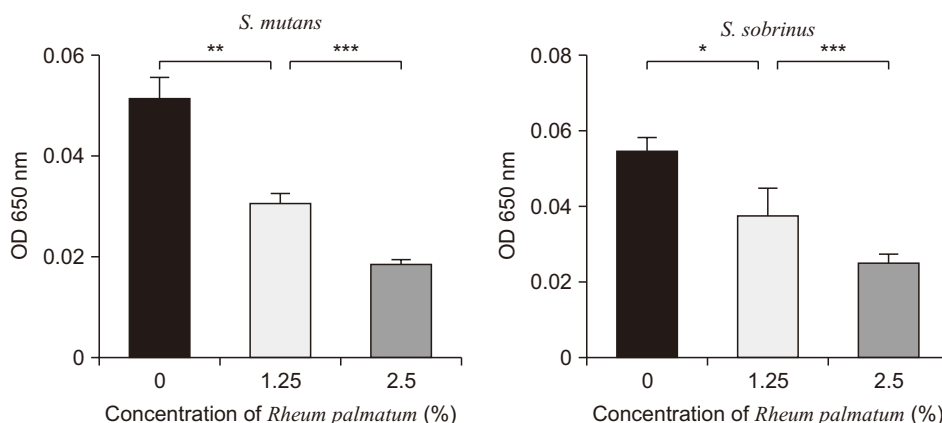 S. mutans
** ***
0.06
0.04
0.02
0
OD 650 nm
0 1.25 2.5
Concentration of Rheum palmatum (%)
S. sobrinus
* ***
0.08
0.06
0.04
0.02
0
OD 650 nm
0 1.25 2.5
Concentration of Rheum palmatum (%)